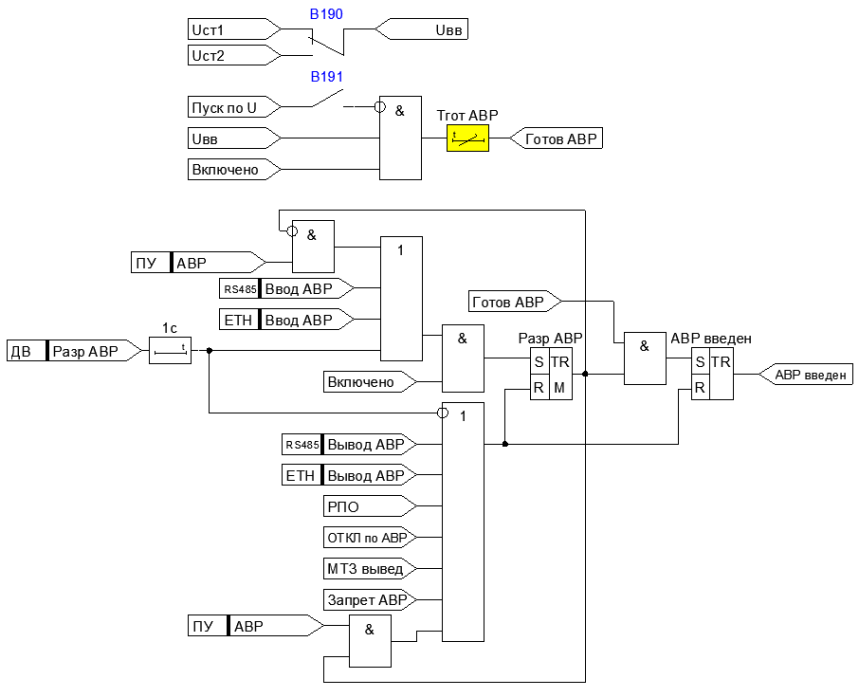 B190
Uст1
Uвв
Uст2
B191
Пуск по U
&
Tгот АВР
t
Uвв
Готов АВР
Включено
&
1
ПУ АВР
RS485 Ввод АВР
Готов АВР
ETH Ввод АВР
1с
Разр АВР
АВР введен
&
&
ДВ Разр АВР
t
S TR
S TR
Включено
R M
R
АВР введен
1
RS485 Вывод АВР
ETH Вывод АВР
РПО
ОТКЛ по АВР
МТЗ вывед
Запрет АВР
ПУ АВР
&